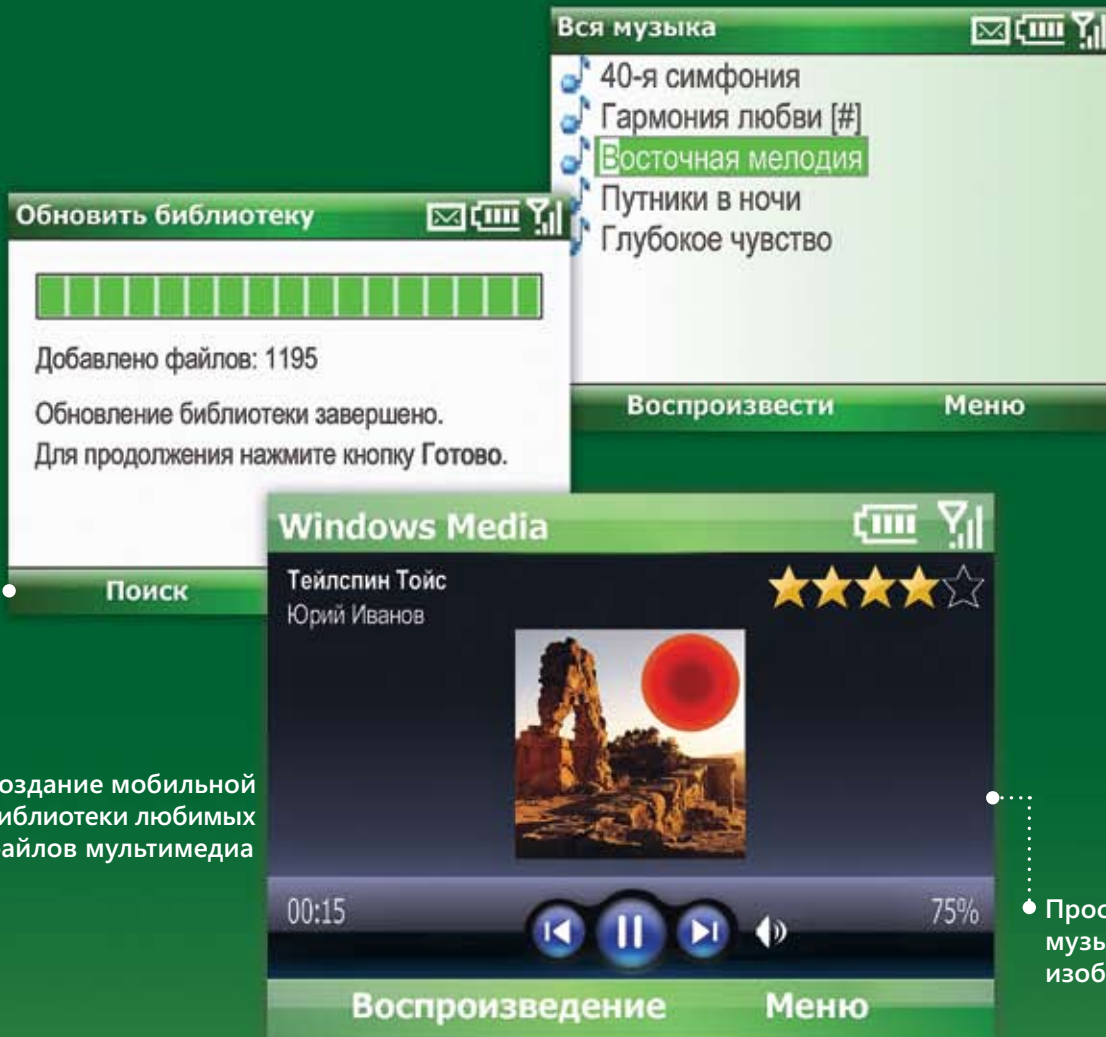 Вся музыка
40-я симфония
Гармония любви [#]
Восточная мелодия
Путники в ночи
Глубокое чувство
Воспроизвести Меню
Обновить библиотеку
Добавлено файлов: 1195
Обновление библиотеки завершено.
Для продолжения нажмите кнопку Готово.
Поиск
Windows Media
Тейлспин Тойс
Юрий Иванов
00:15
75%
Воспроизведение Меню
оздание мобильной
иблиотеки любимых
айлов мультимедиа
Прос
музы
изоб